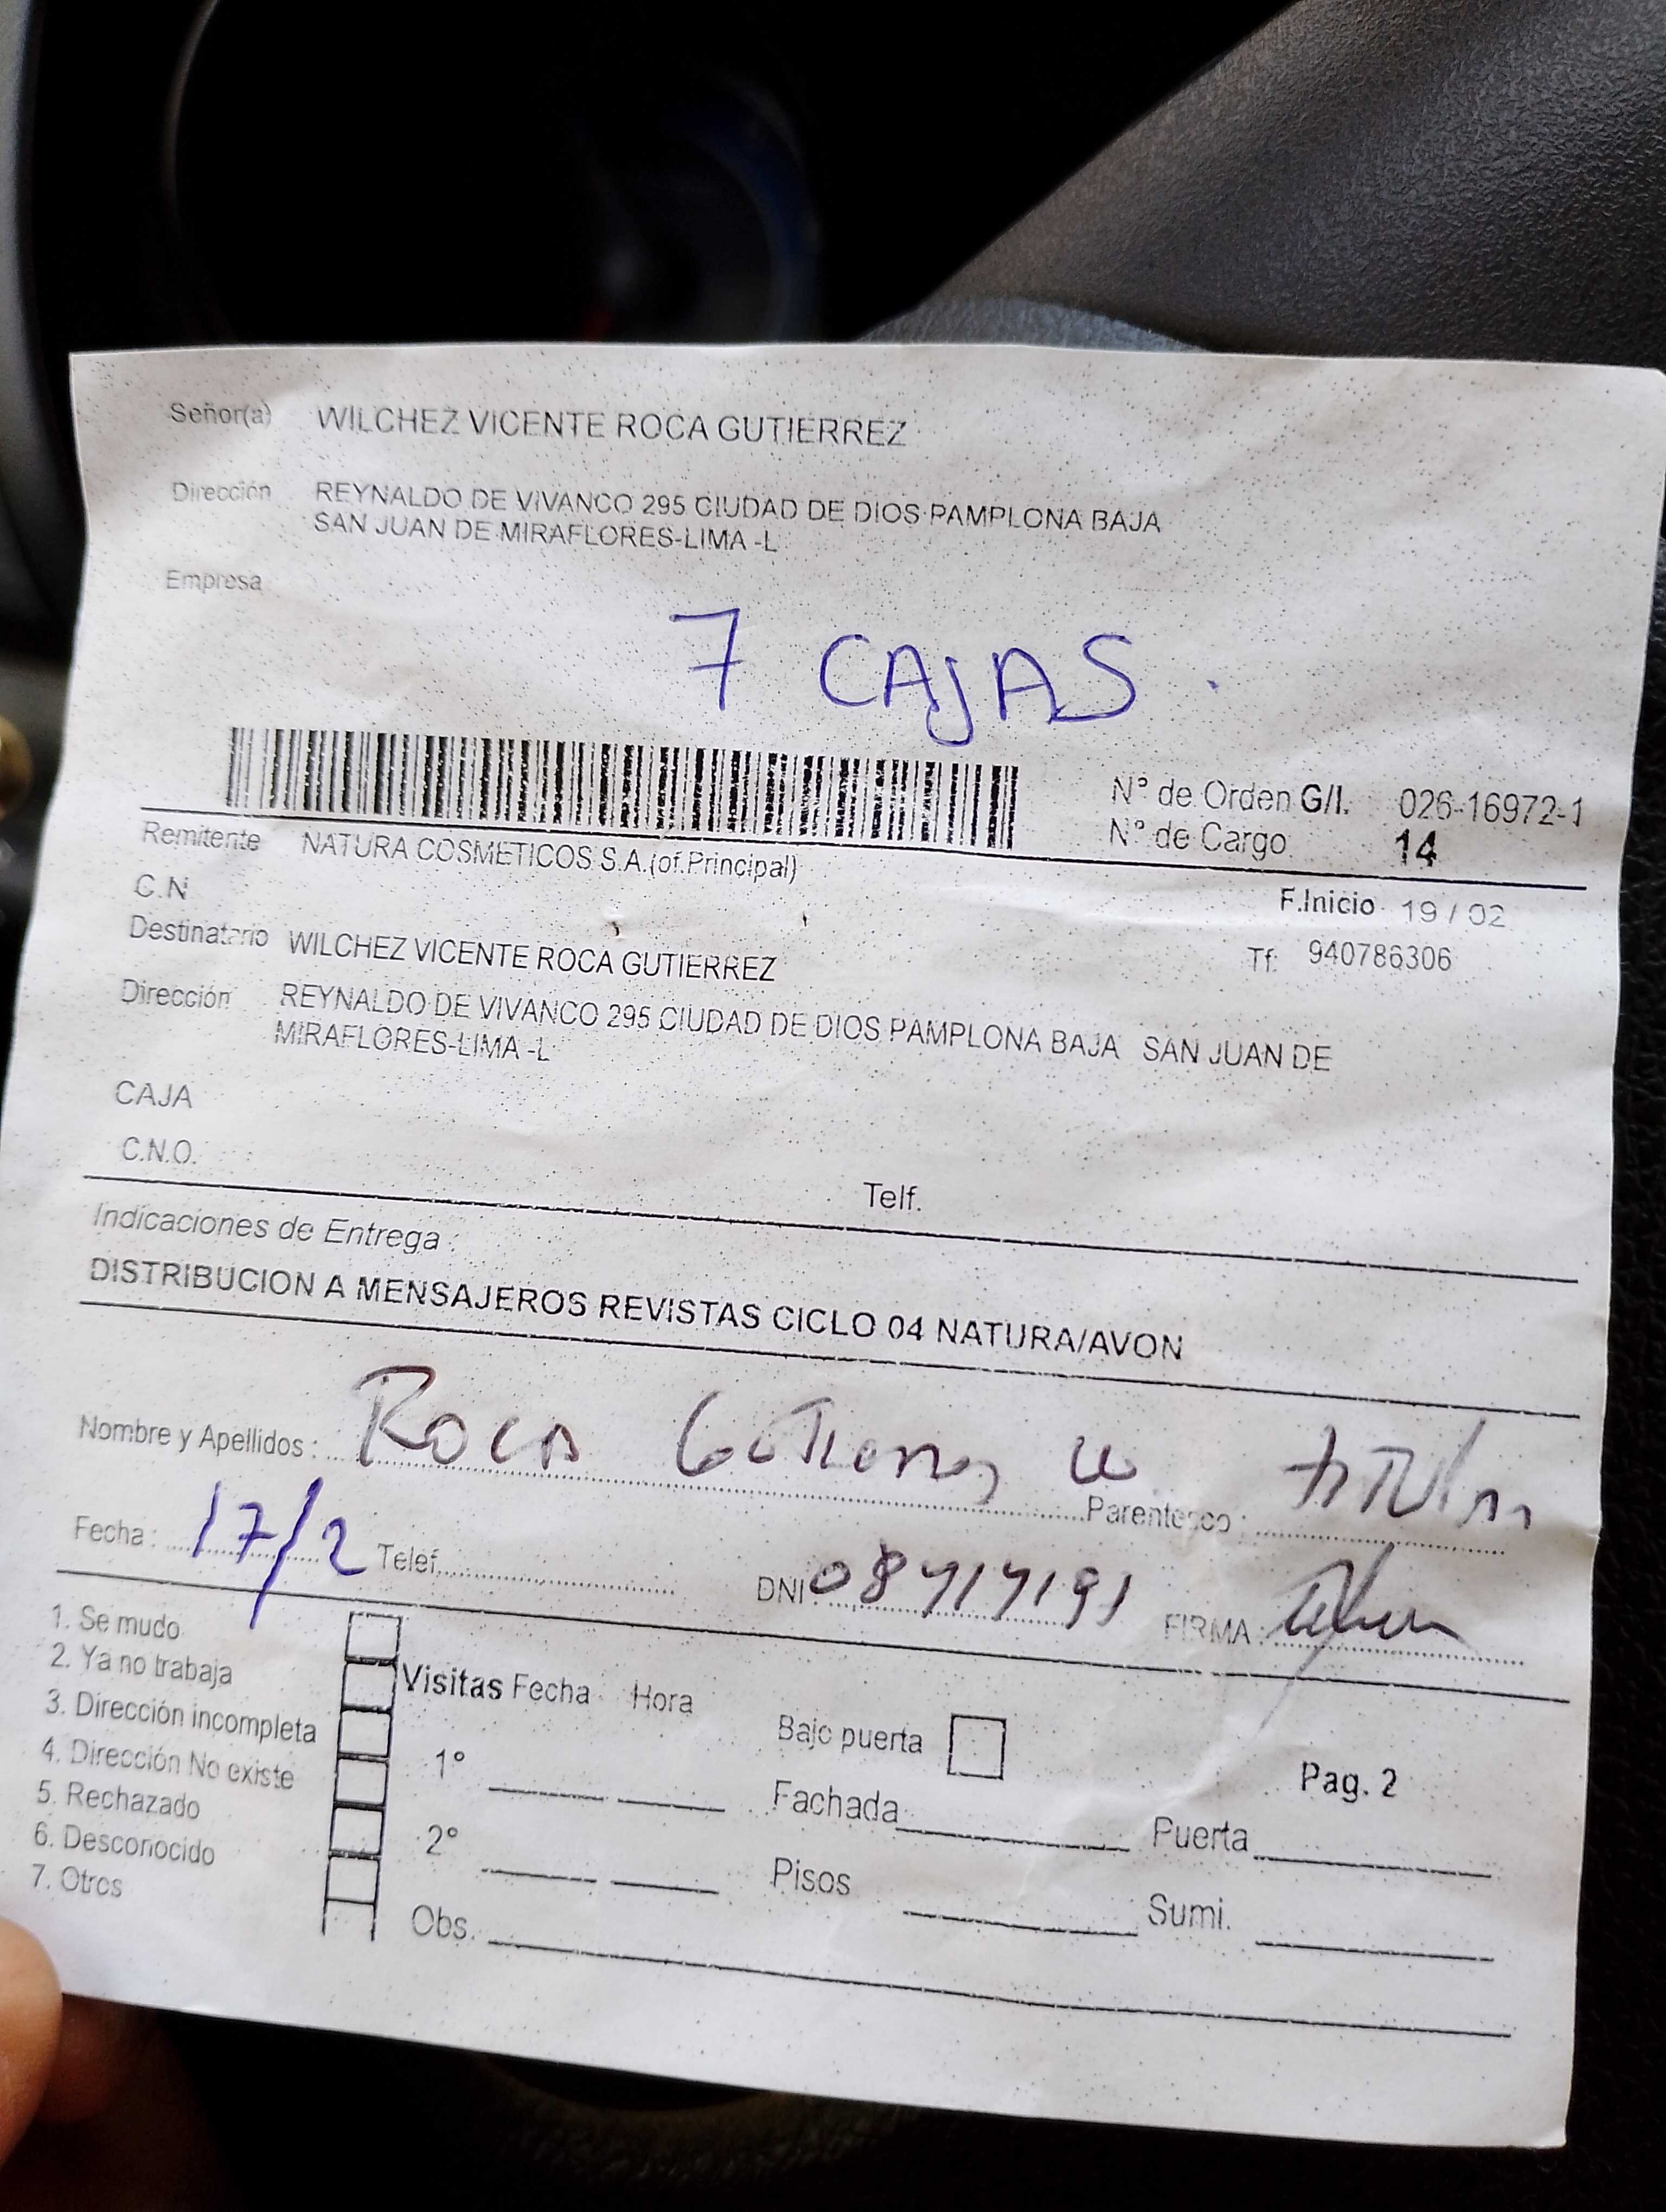 Señor(a) WILCHEZ VICENTE ROCA GUTIERREZ
Dirección REYNALDO DE VIVANCO 295 CIUDAD DE DIOS PAMPLONA BAJA
SAN JUAN DE MIRAFLORES-LIMA -L
Empresa
7 CAJAS.
N° de Orden G/I. 026-16972-1
N° de Cargo 14
Remitente NATURA COSMETICOS S.A.(of.Principal)
C.N
F.Inicio 19 / 02
Destinatario WILCHEZ VICENTE ROCA GUTIERREZ
Tf: 940786306
Dirección REYNALDO DE VIVANCO 295 CIUDAD DE DIOS PAMPLONA BAJA SAN JUAN DE
MIRAFLORES-LIMA -L
CAJA
C.N.O.
Telf.
Indicaciones de Entrega :
DISTRIBUCION A MENSAJEROS REVISTAS CICLO 04 NATURA/AVON
Nombre y Apellidos : Roca Gutierrez W Parentesco : titular
Fecha : 17/2 Telef. DNI: FIRMA :
1. Se mudo
2. Ya no trabaja
3. Dirección incompleta
4. Dirección No existe
5. Rechazado
6. Desconocido
7. Otros
Visitas Fecha Hora
1°
2°
Obs.
Bajo puerta
Fachada
Pisos
Pag. 2
Puerta
Sumi.